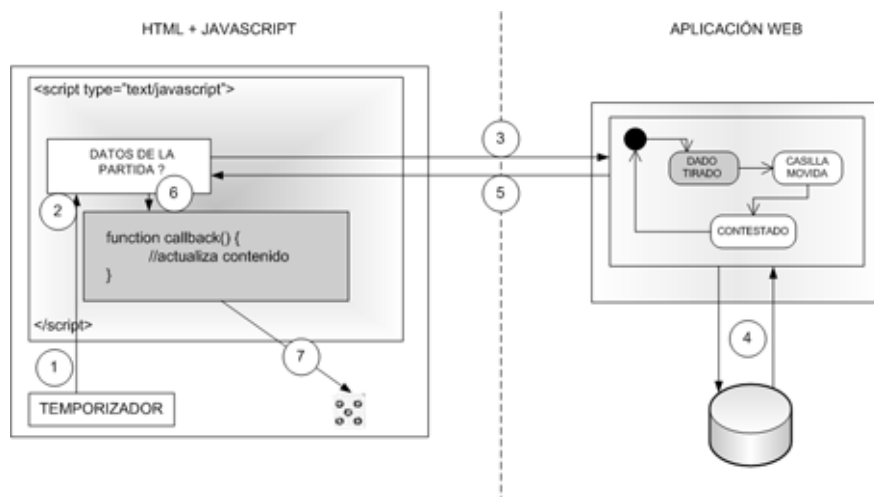 HTML + JAVASCRIPT
APLICACIÓN WEB
<script type="text/javascript">
3
DATOS DE LA
PARTIDA ?
DADO
TIRADO
CASILLA
MOVIDA
6
5
2
CONTESTADO
function callback() {
//actualiza contenido
}
</script>
7
4
1
TEMPORIZADOR